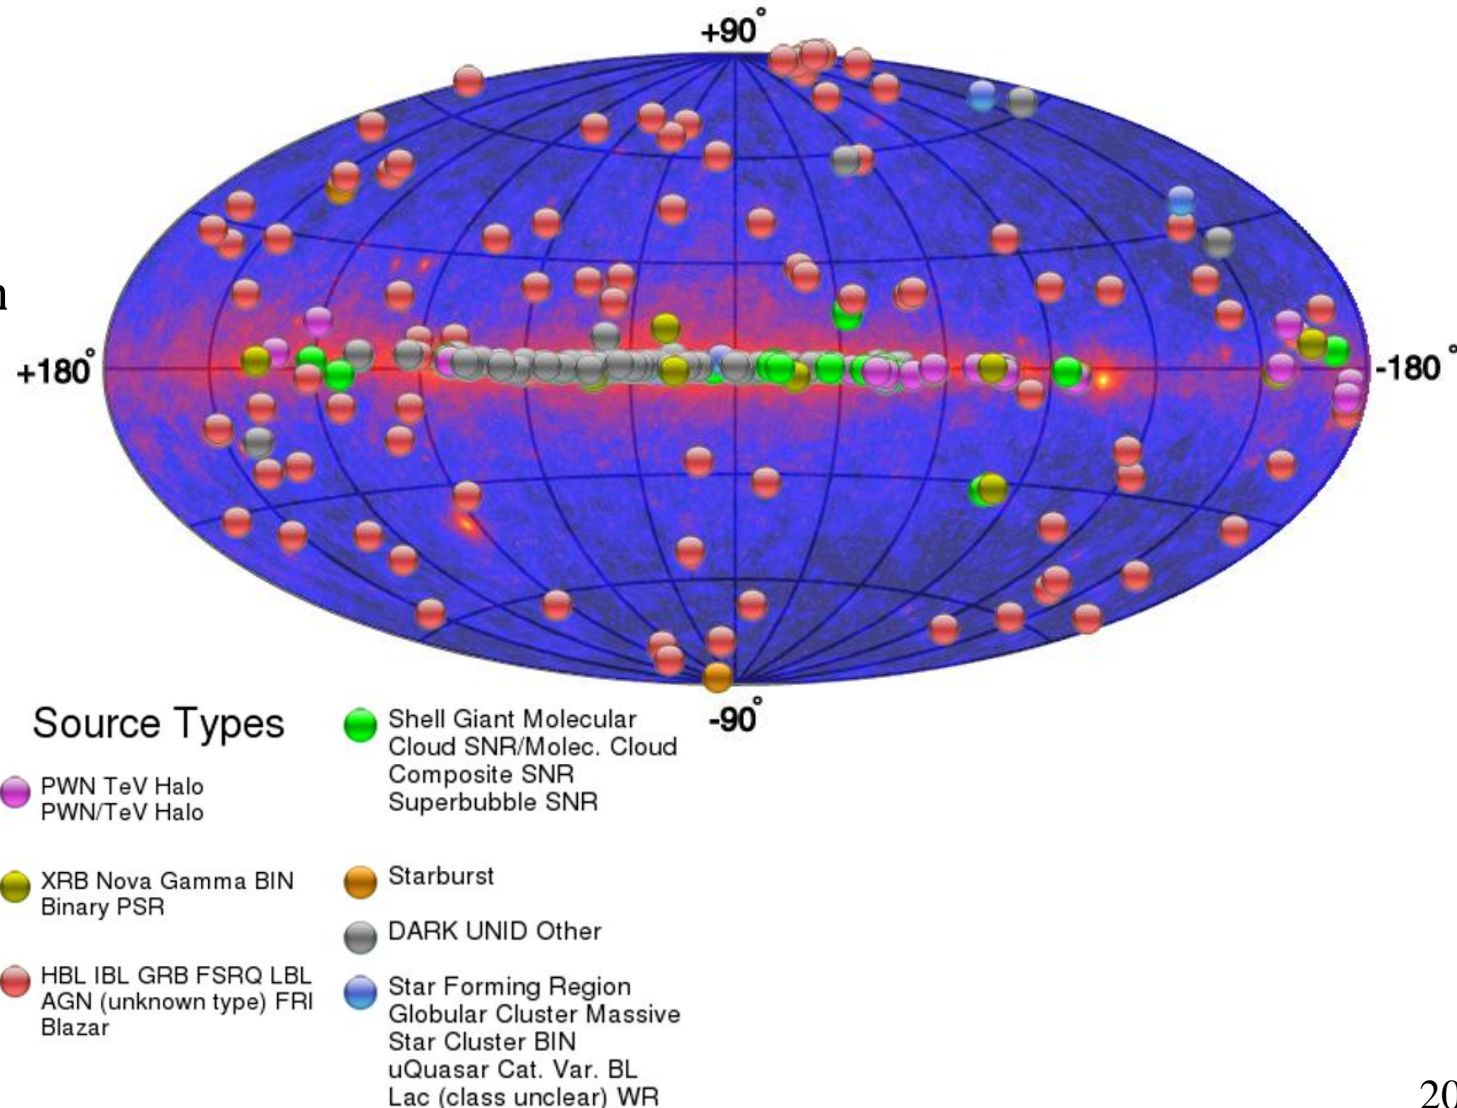 +90°
n
+180°
-180°
-90°
Source Types
PWN TeV Halo
PWN/TeV Halo
XRB Nova Gamma BIN
Binary PSR
HBL IBL GRB FSRQ LBL
AGN (unknown type) FRI
Blazar
Shell Giant Molecular
Cloud SNR/Molec. Cloud
Composite SNR
Superbubble SNR
Starburst
DARK UNID Other
Star Forming Region
Globular Cluster Massive
Star Cluster BIN
uQuasar Cat. Var. BL
Lac (class unclear) WR
20